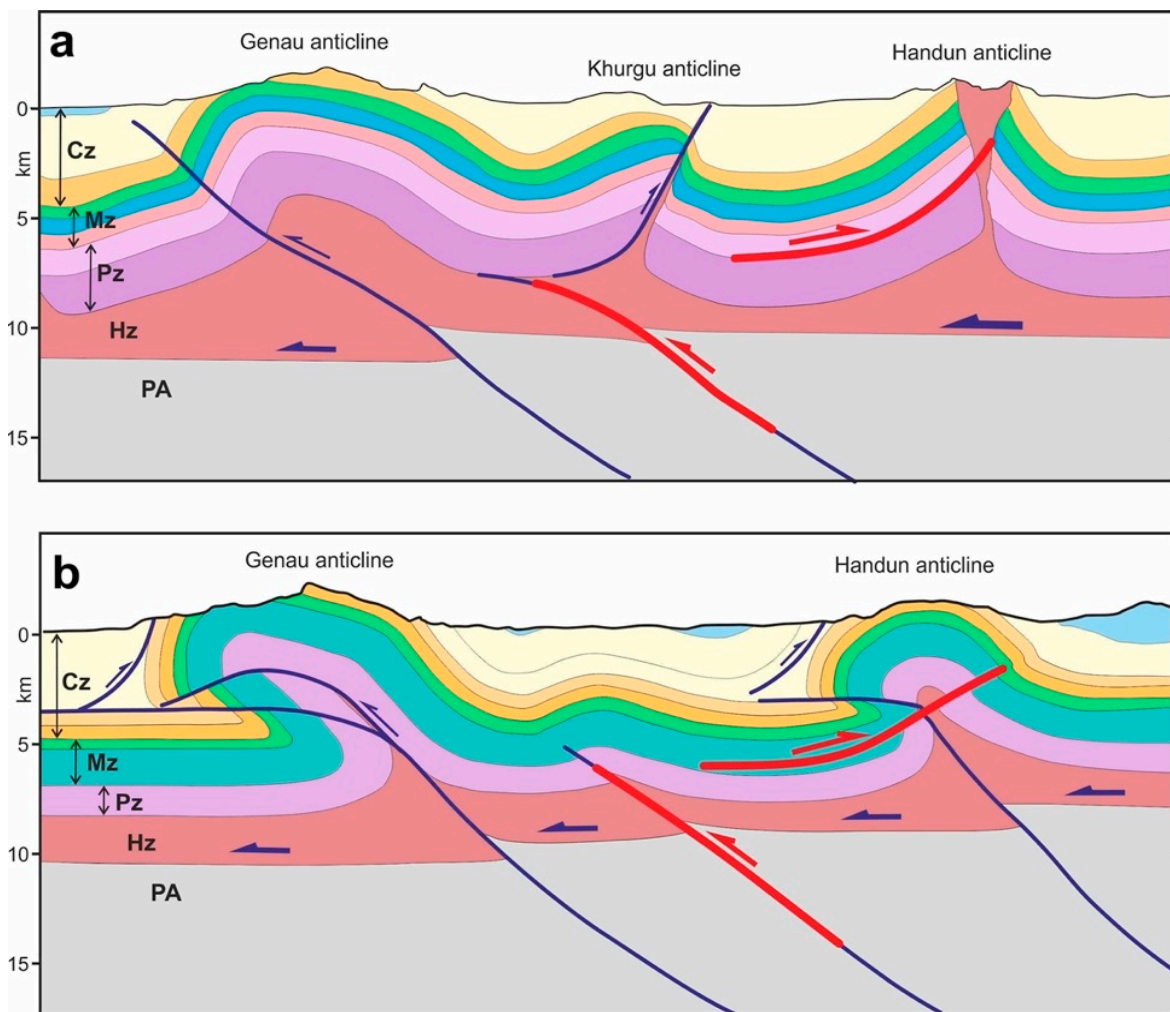 a
Genau anticline
Khurgu anticline
Handun anticline
0
km
5
10
15
Cz
Mz
Pz
Hz
PA
b
Genau anticline
Handun anticline
0
km
5
10
15
Cz
Mz
Pz
Hz
PA